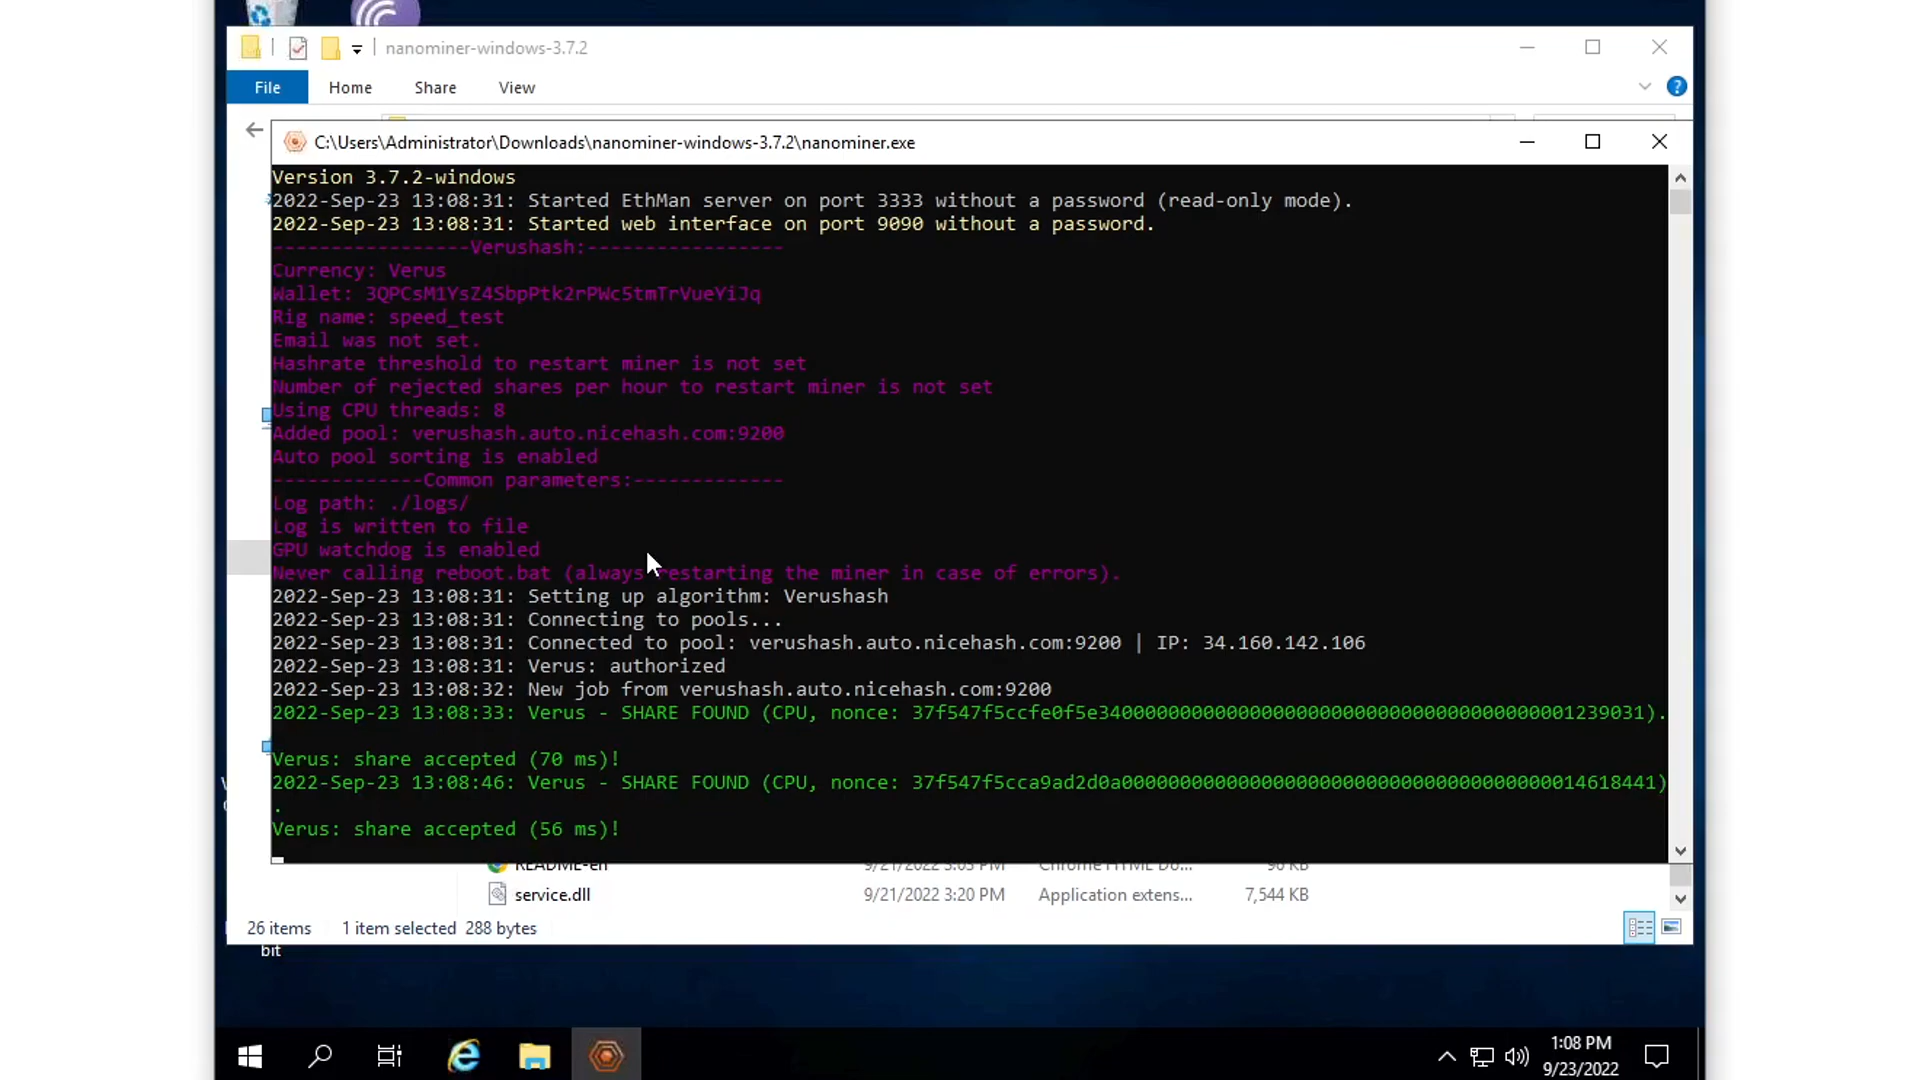 nanominer-windows-3.7.2
File Home Share View
C:\Users\Administrator\Downloads\nanominer-windows-3.7.2\nanominer.exe
Version 3.7.2-windows
2022-Sep-23 13:08:31: Started EthMan server on port 3333 without a password (read-only mode).
2022-Sep-23 13:08:31: Started web interface on port 9090 without a password.
-----------------Verushash:-----------------
Currency: Verus
Wallet: 3QPCsM1YsZ4SbpPtk2rPWc5tmTrVueYiJq
Rig name: speed_test
Email was not set.
Hashrate threshold to restart miner is not set
Number of rejected shares per hour to restart miner is not set
Using CPU threads: 8
Added pool: verushash.auto.nicehash.com:9200
Auto pool sorting is enabled
-------------Common parameters:-------------
Log path: ./logs/
Log is written to file
GPU watchdog is enabled
Never calling reboot.bat (always restarting the miner in case of errors).
2022-Sep-23 13:08:31: Setting up algorithm: Verushash
2022-Sep-23 13:08:31: Connecting to pools...
2022-Sep-23 13:08:31: Connected to pool: verushash.auto.nicehash.com:9200 | IP: 34.160.142.106
2022-Sep-23 13:08:31: Verus: authorized
2022-Sep-23 13:08:32: New job from verushash.auto.nicehash.com:9200
2022-Sep-23 13:08:33: Verus - SHARE FOUND (CPU, nonce: 37f547f5ccfe0f5e340000000000000000000000000000000000000001239031).
Verus: share accepted (70 ms)!
2022-Sep-23 13:08:46: Verus - SHARE FOUND (CPU, nonce: 37f547f5cca9ad2d0a0000000000000000000000000000000000000014618441)
.
Verus: share accepted (56 ms)!
README-en 9/21/2022 3:03 PM Chrome HTML Do... 96 KB
service.dll 9/21/2022 3:20 PM Application extens... 7,544 KB
26 items 1 item selected 288 bytes
bit
1:08 PM
9/23/2022